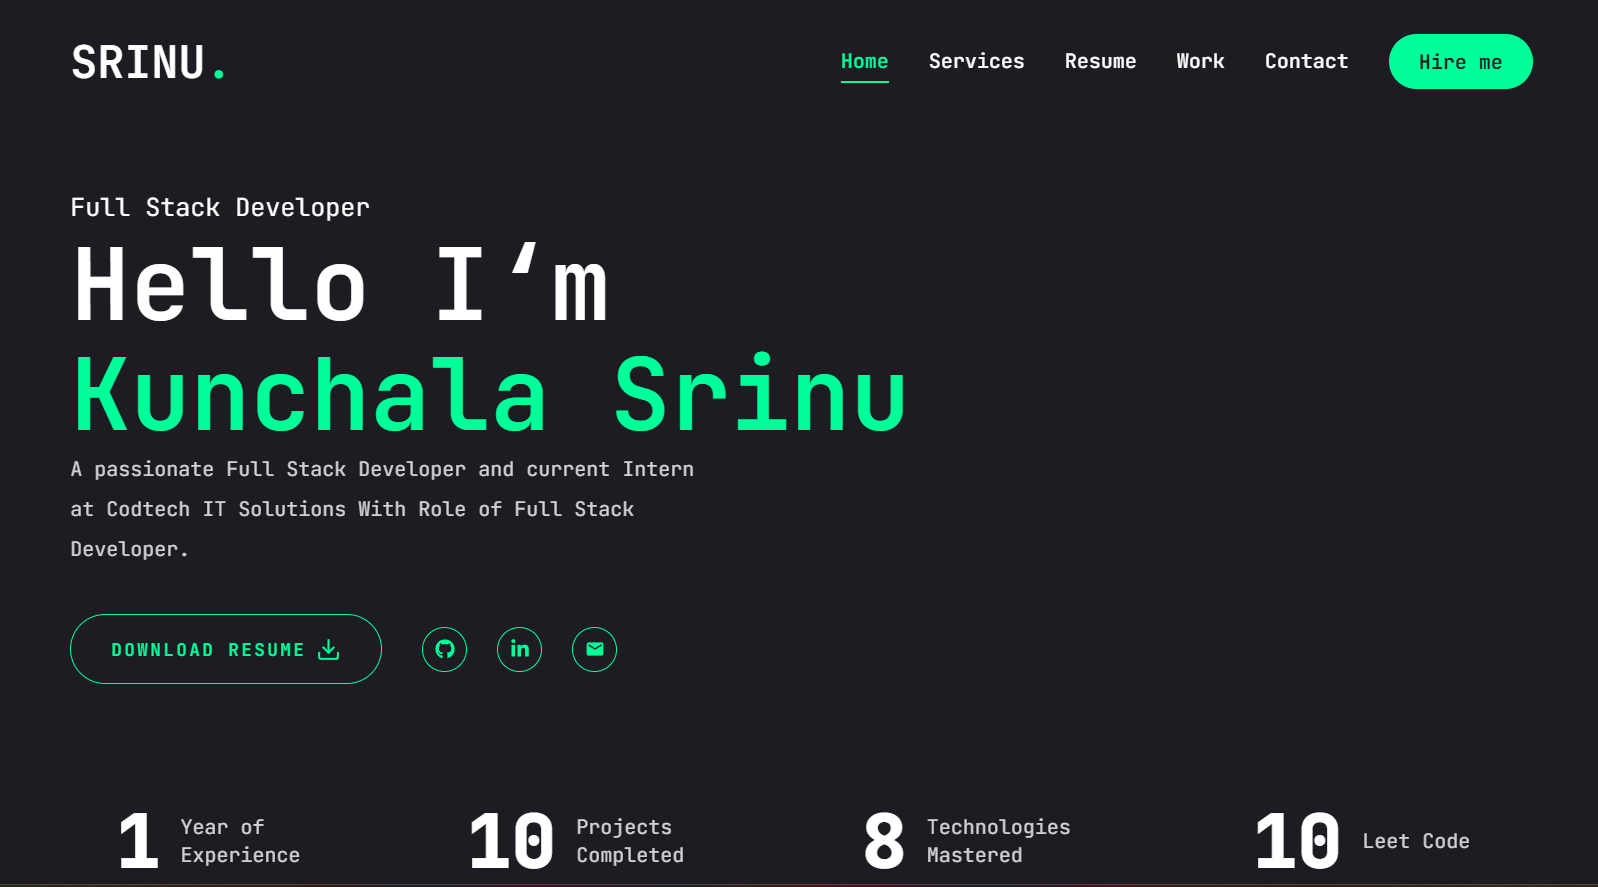 SRINU.
Home Services Resume Work Contact Hire me
Full Stack Developer
Hello I‘m
Kunchala Srinu
A passionate Full Stack Developer and current Intern
at Codtech IT Solutions With Role of Full Stack
Developer.
DOWNLOAD RESUME
in
1 Year of
Experience
10 Projects
Completed
8 Technologies
Mastered
10 Leet Code